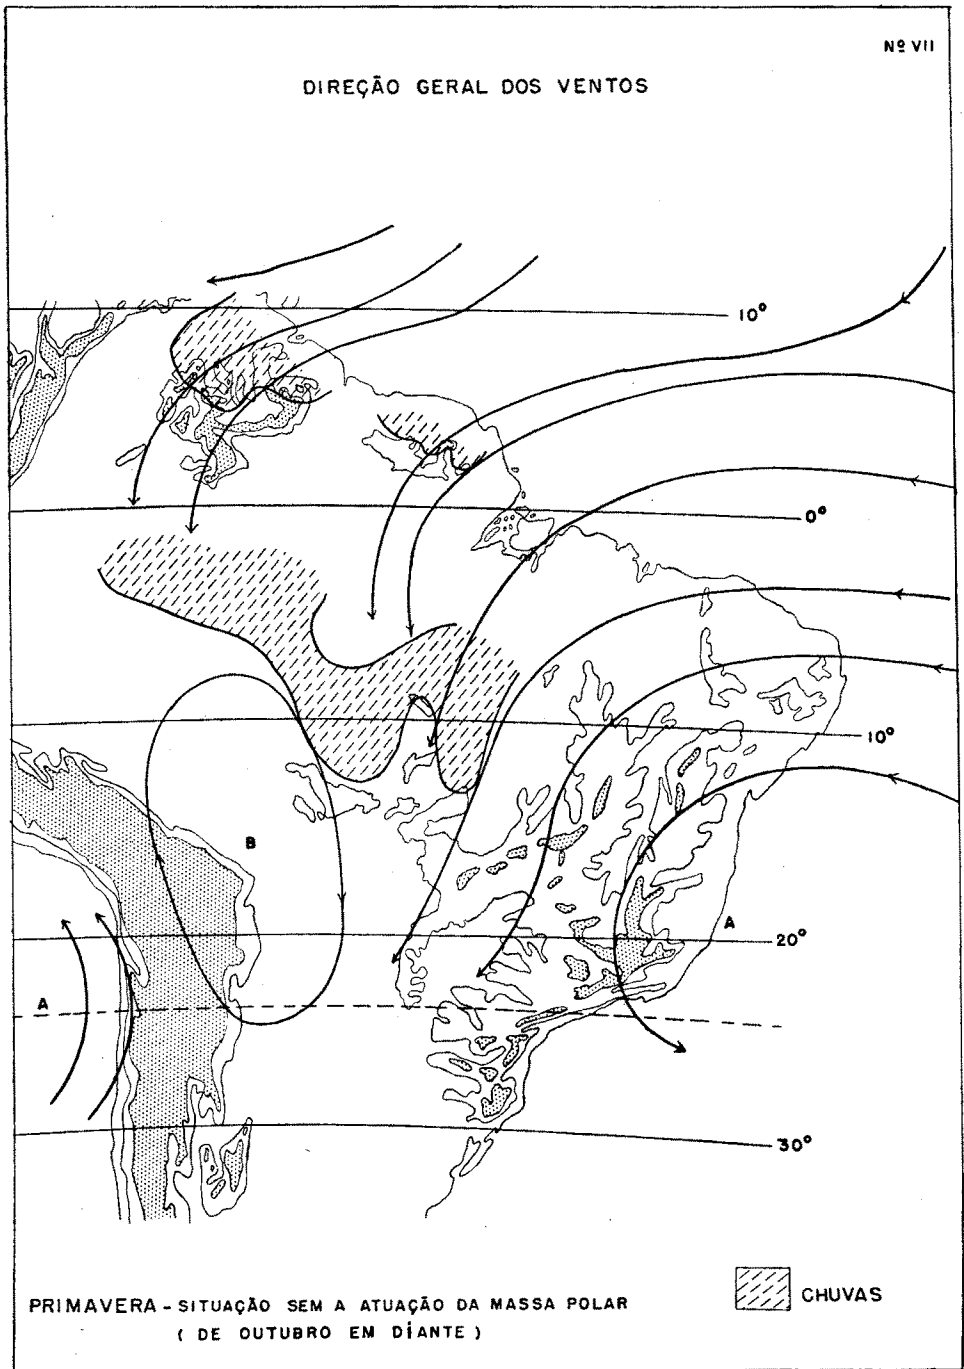 Nº VII
DIREÇÃO GERAL DOS VENTOS
10°
0°
10°
B
A
20°
A
30°
CHUVAS
PRIMAVERA - SITUAÇÃO SEM A ATUAÇÃO DA MASSA POLAR
( DE OUTUBRO EM DIANTE )